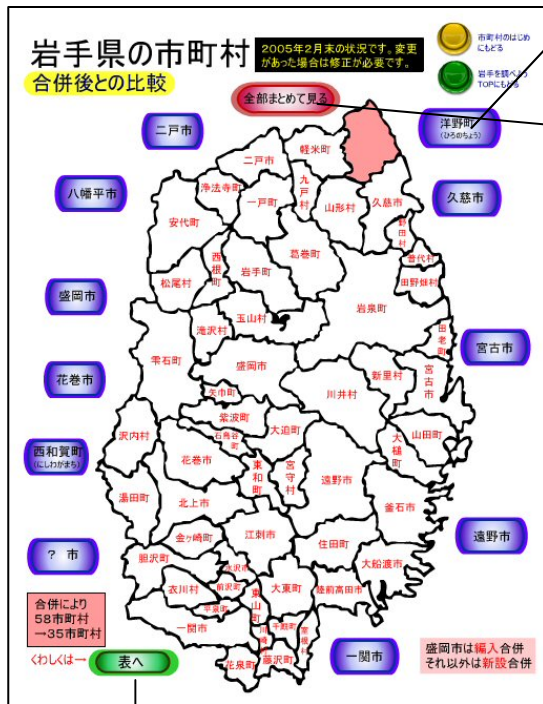 岩手県の市町村
合併後との比較
2005年2月末の状況です。変更
があった場合は修正が必要です。
市町村のはじめ
にもどる
岩手を調べよう
TOPにもどる
全部まとめて見る
洋野町
(ひろのちょう)
二戸市
軽米町
二戸市
八幡平市
浄法寺町
一戸町
九戸村
山形村
久慈市
久慈市
安代町
野田村
普代村
西根町
岩手町
葛巻町
松尾村
田野畑村
盛岡市
滝沢村
玉山村
岩泉町
田老町
宮古市
雫石町
盛岡市
新里村
宮古市
花巻市
川井村
矢巾町
紫波町
大迫町
沢内村
石鳥谷町
大槌町
山田町
西和賀町
(にしわがまち)
花巻市
東和町
宮守村
遠野市
湯田町
北上市
釜石市
遠野市
金ヶ崎町
江刺市
住田町
?市
胆沢町
水沢市
大船渡市
衣川村
前沢町
東山町
大東町
陸前高田市
合併により
58市町村
→35市町村
平泉町
一関市
川崎村
千厩町
室根村
くわしくは→
表へ
花泉町
藤沢町
一関市
盛岡市は編入合併
それ以外は新設合併